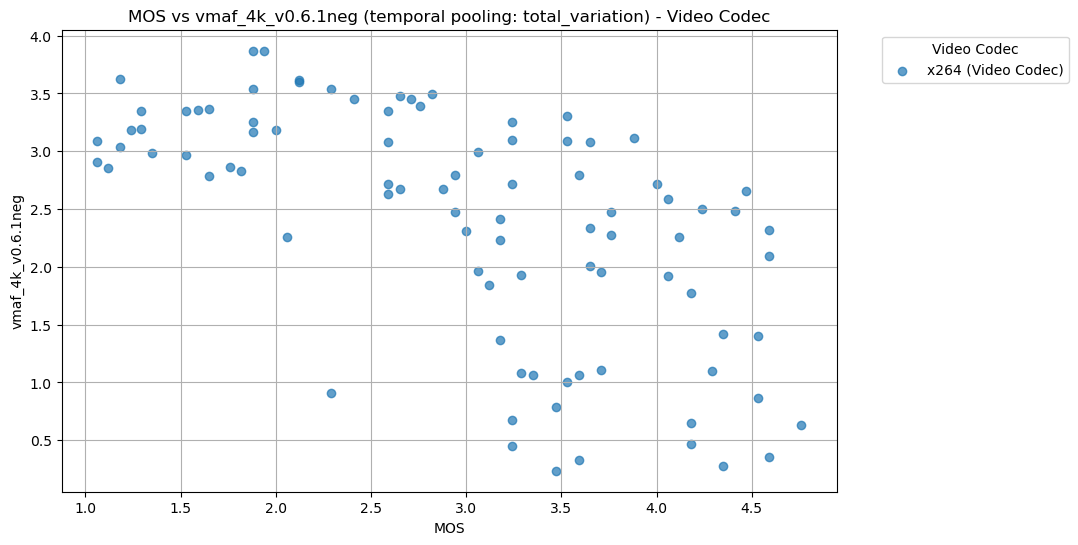 MOS vs vmaf_4k_v0.6.1neg (temporal pooling: total_variation) - Video Codec
Video Codec
x264 (Video Codec)
vmaf_4k_v0.6.1neg
4.0
3.5
3.0
2.5
2.0
1.5
1.0
0.5
1.0 1.5 2.0 2.5 3.0 3.5 4.0 4.5
MOS